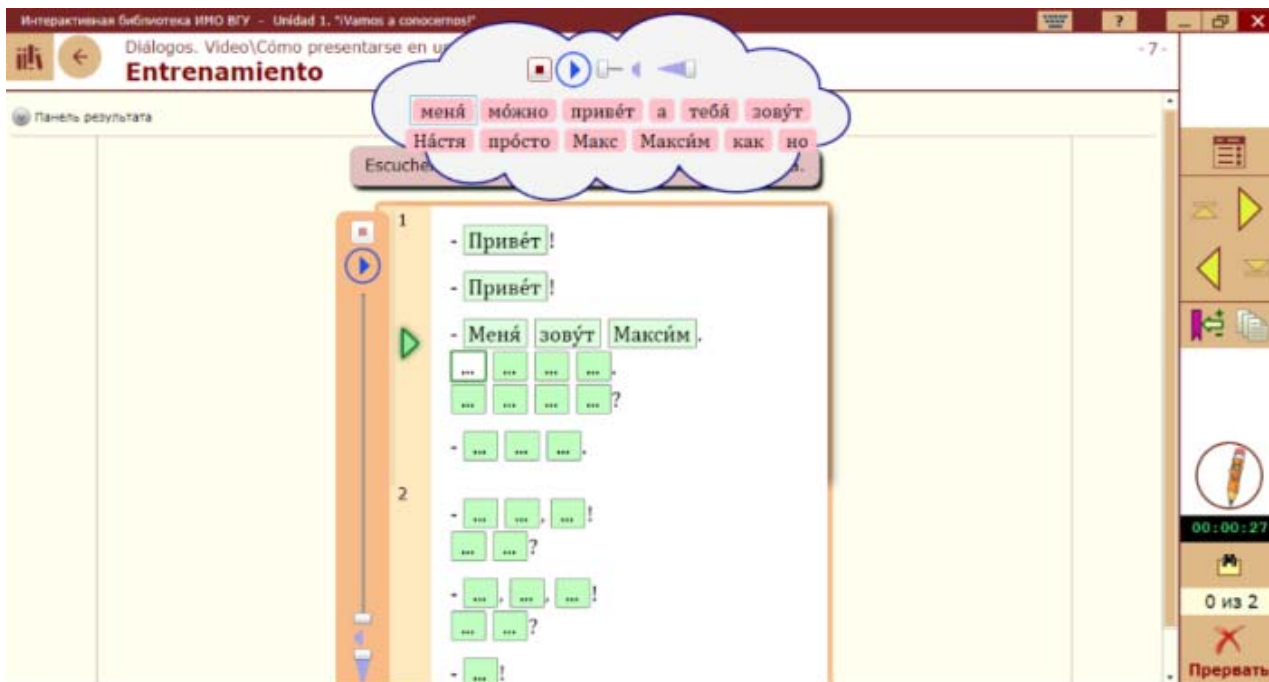 Интерактивная библиотека ИМО ВГУ - Unidad 1. "¡Vamos a conocernos!"
?
Diálogos. Video\Cómo presentarse en u
- 7 -
Entrenamiento
Панель результата
меня́ мо́жно приве́т а тебя́ зову́т
На́стя про́сто Макс Макси́м как но
Escuche
1
- Приве́т!
- Приве́т!
- Меня́ зову́т Макси́м.
... ... ... ....
... ... ... ...?
- ... ... ....
2
- ... ..., ...!
... ...?
- ..., ..., ...!
... ...?
- ...!
00:00:27
0 из 2
Прервать